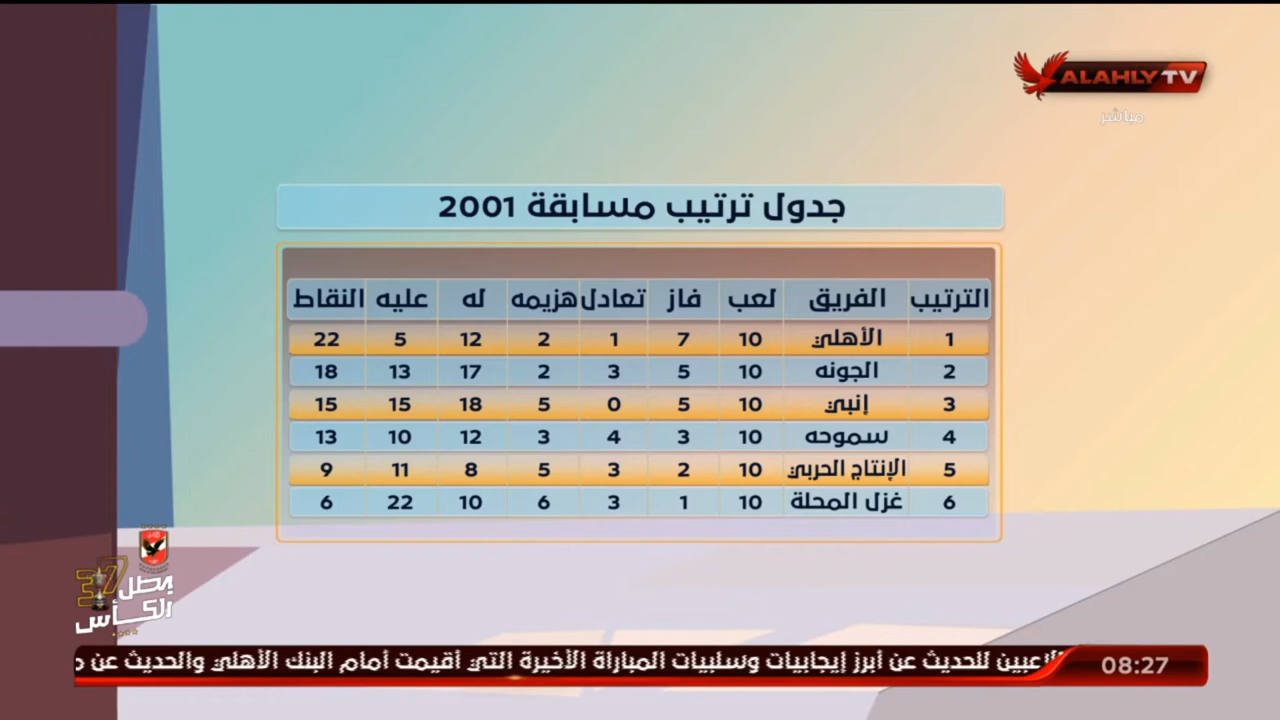 ALAHLY TV
مباشر
جدول ترتيب مسابقة 2001
الترتيب الفريق لعب فاز تعادل هزيمه له عليه النقاط
1 الأهلي 10 7 1 2 12 5 22
2 الجونه 10 5 3 2 17 13 18
3 إنبي 10 5 0 5 18 15 15
4 سموحه 10 3 4 3 12 10 13
5 الإنتاج الحربي 10 2 3 5 8 11 9
6 غزل المحلة 10 1 3 6 10 22 6
37
بطل
الكأس
08:27 للحديث عن أبرز إيجابيات وسلبيات المباراة الأخيرة التي أقيمت أمام البنك الأهلي والحديث عن